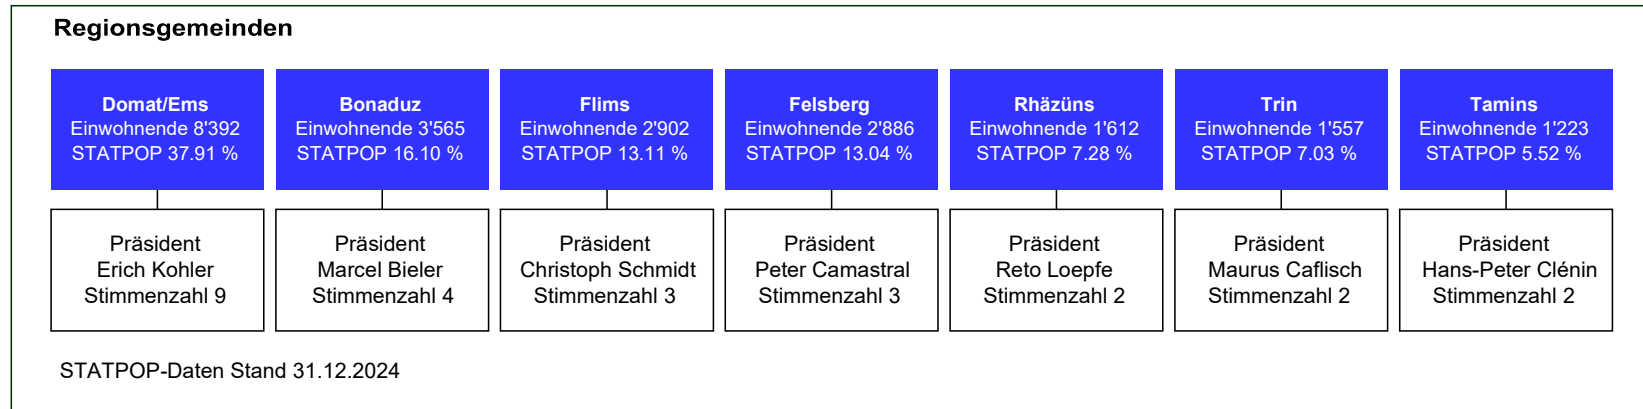 Regionsgemeinden
Domat/Ems
Einwohnende 8'392
STATPOP 37.91 %
Bonaduz
Einwohnende 3'565
STATPOP 16.10 %
Flims
Einwohnende 2'902
STATPOP 13.11 %
Felsberg
Einwohnende 2'886
STATPOP 13.04 %
Rhäzüns
Einwohnende 1'612
STATPOP 7.28 %
Trin
Einwohnende 1'557
STATPOP 7.03 %
Tamins
Einwohnende 1'223
STATPOP 5.52 %
Präsident
Erich Kohler
Stimmenzahl 9
Präsident
Marcel Bieler
Stimmenzahl 4
Präsident
Christoph Schmidt
Stimmenzahl 3
Präsident
Peter Camastral
Stimmenzahl 3
Präsident
Reto Loepfe
Stimmenzahl 2
Präsident
Maurus Caflisch
Stimmenzahl 2
Präsident
Hans-Peter Clénin
Stimmenzahl 2
STATPOP-Daten Stand 31.12.2024